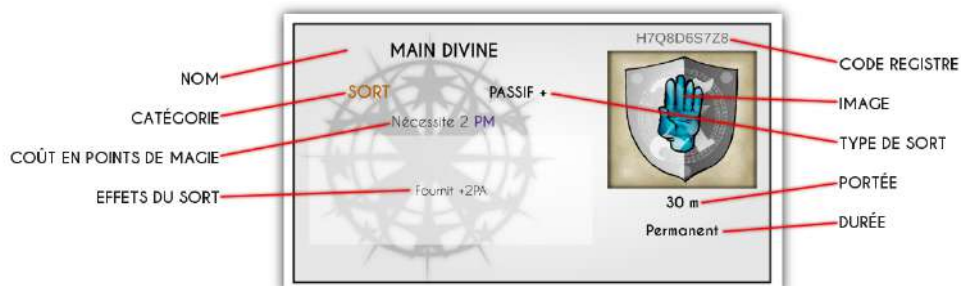 MAIN DIVINE
H7Q8D6S7Z8
CODE REGISTRE
NOM
SORT
PASSIF +
IMAGE
CATÉGORIE
Nécessite 2 PM
TYPE DE SORT
COÛT EN POINTS DE MAGIE
PORTÉE
EFFETS DU SORT
Fournit +2PA
30 m
DURÉE
Permanent